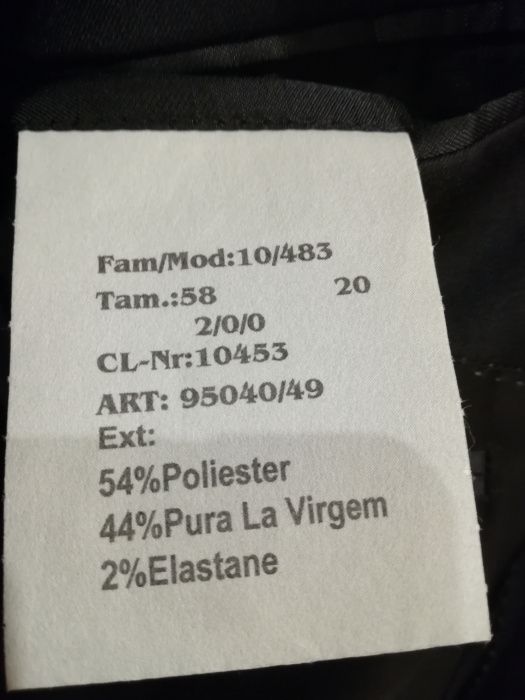 Fam/Mod:10/483
Tam.:58 20
2/0/0
CL-Nr:10453
ART: 95040/49
Ext:
54%Poliester
44%Pura La Virgem
2%Elastane